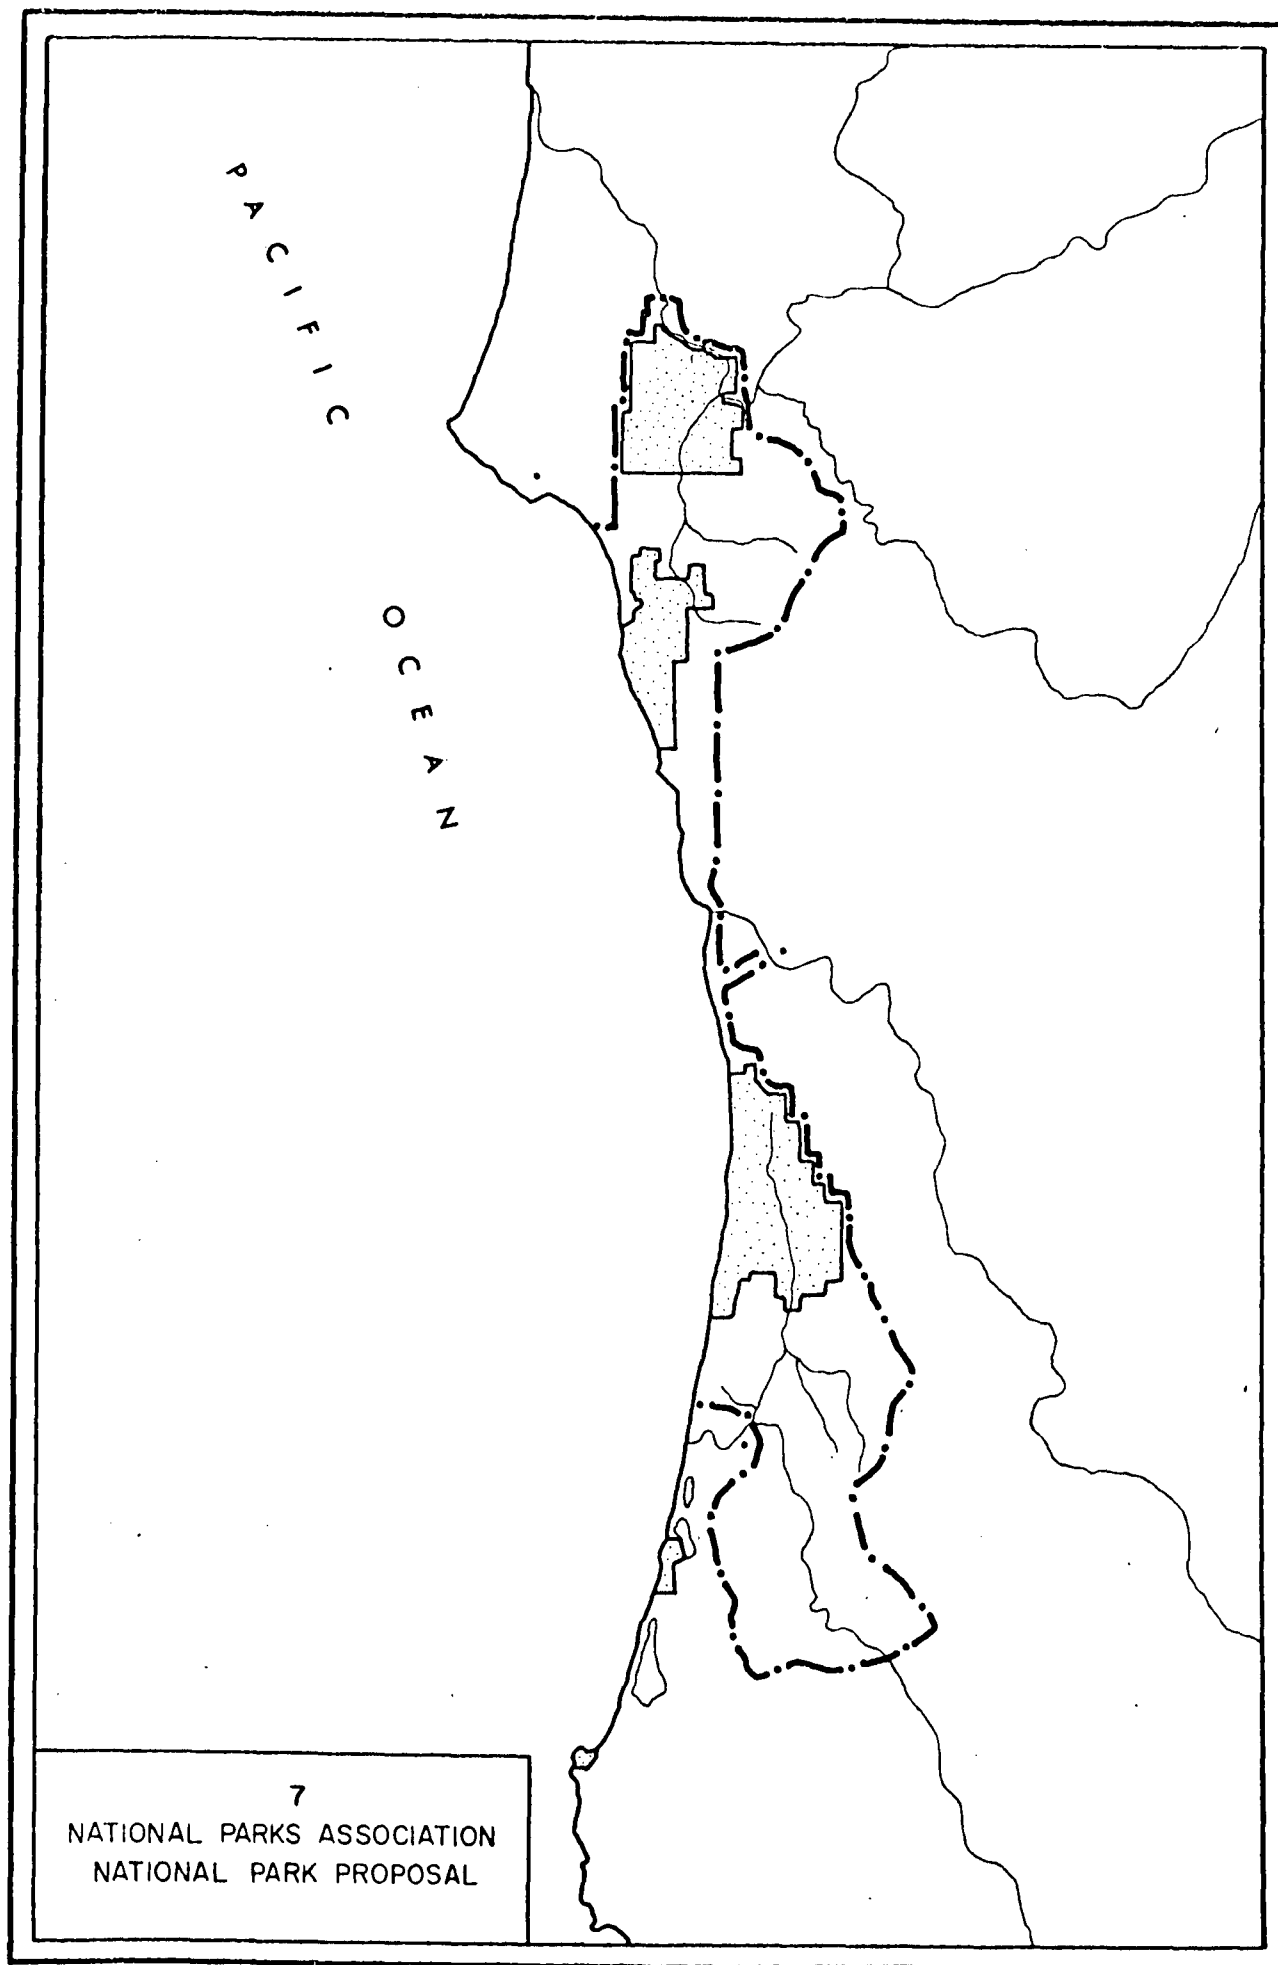 PACIFIC
OCEAN
7
NATIONAL PARKS ASSOCIATION
NATIONAL PARK PROPOSAL